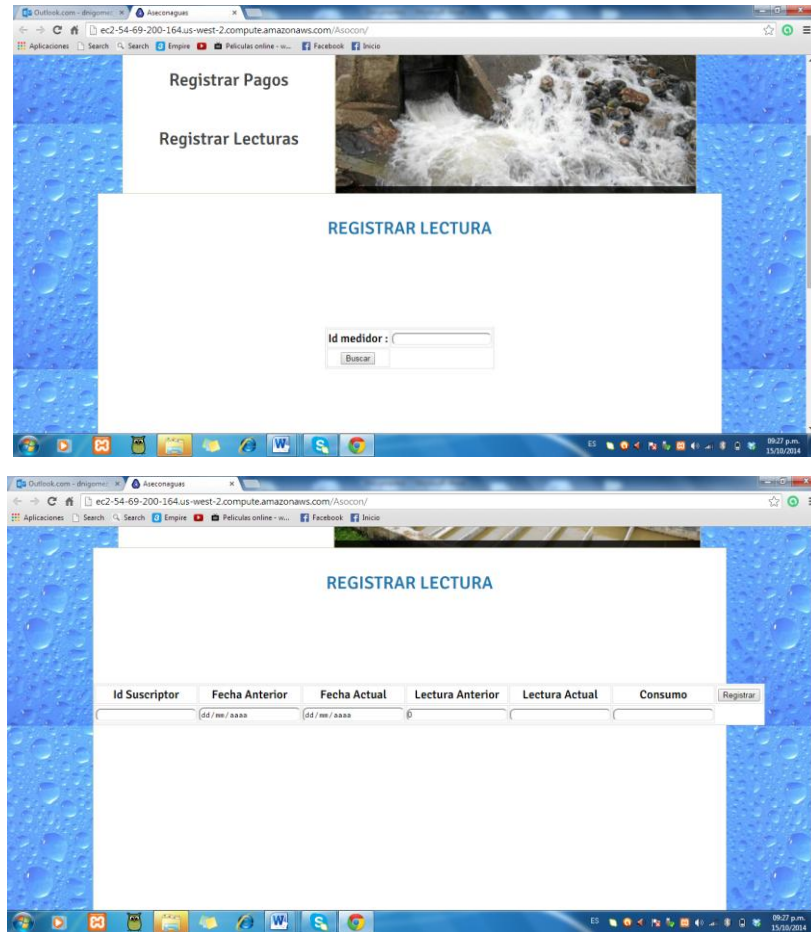 Outlook.com - dnigomez
Aseconaguas
ec2-54-69-200-164.us-west-2.compute.amazonaws.com/Asocon/
Aplicaciones Search Search Empire Peliculas online - w... Facebook Inicio
Registrar Pagos
Registrar Lecturas
REGISTRAR LECTURA
Id medidor :
Buscar
ES
09:27 p.m.
15/10/2014
Outlook.com - dnigomez
Aseconaguas
ec2-54-69-200-164.us-west-2.compute.amazonaws.com/Asocon/
Aplicaciones Search Search Empire Peliculas online - w... Facebook Inicio
REGISTRAR LECTURA
Id Suscriptor Fecha Anterior Fecha Actual Lectura Anterior Lectura Actual Consumo Registrar
dd/mm/aaaa dd/mm/aaaa 0
ES
09:27 p.m.
15/10/2014